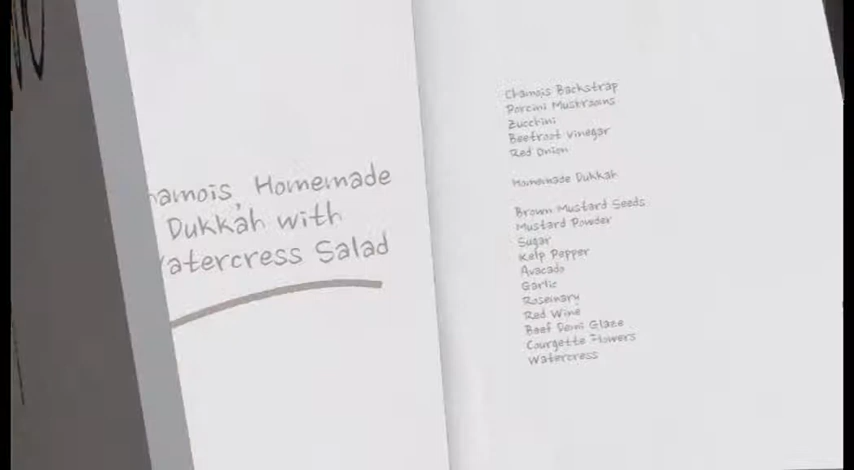 hamois, Homemade
Dukkah with
atercress Salad
Chamois Backstrap
Porcini Mushrooms
Zucchini
Beetroot Vinegar
Red Onion
Homemade Dukkah
Brown Mustard Seeds
Mustard Powder
Sugar
Kelp Pepper
Avocado
Garlic
Rosemary
Red Wine
Beef Demi Glaze
Courgette Flowers
Watercress